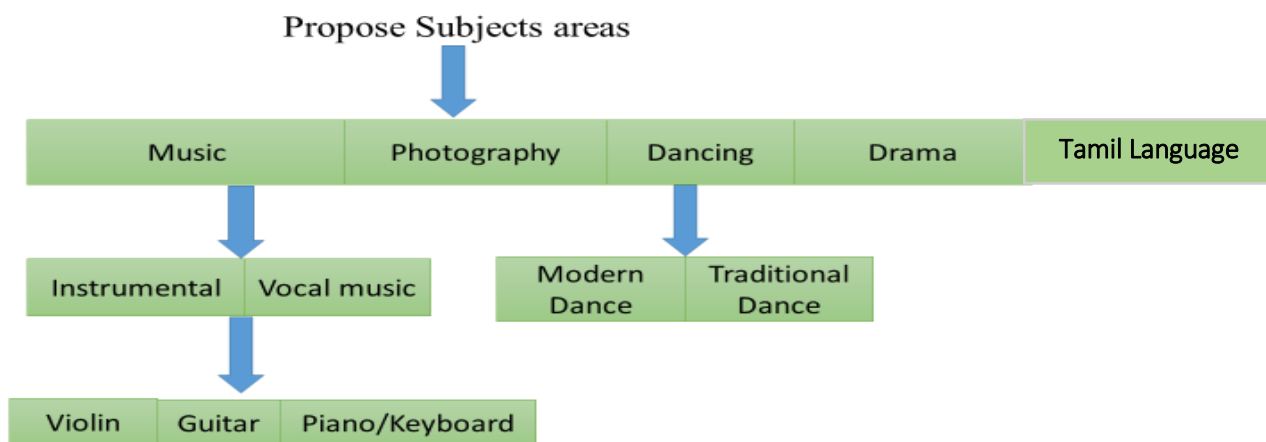 Propose Subjects areas
Music Photography Dancing Drama Tamil Language
Instrumental Vocal music
Modern Dance
Traditional Dance
Violin Guitar Piano/Keyboard